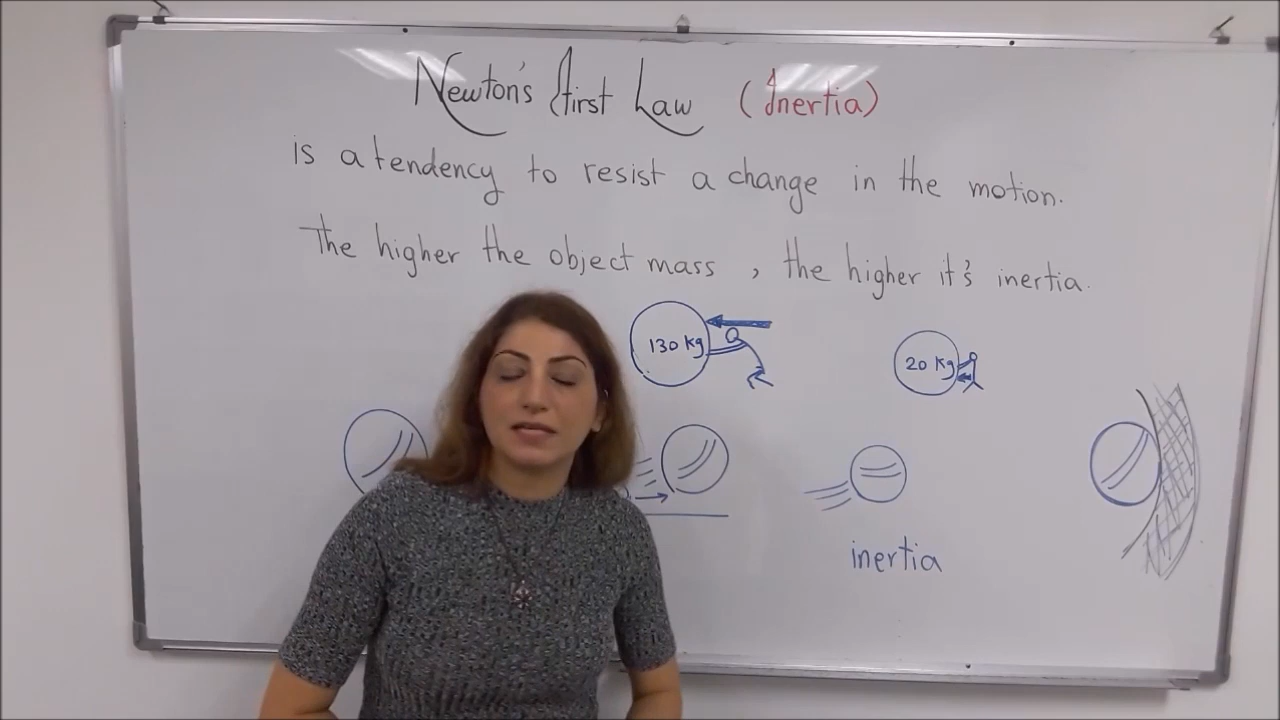 Newton's First Law (Inertia)
is a tendency to resist a change in the motion.
The higher the object mass , the higher it's inertia.
130 Kg
20 Kg
inertia